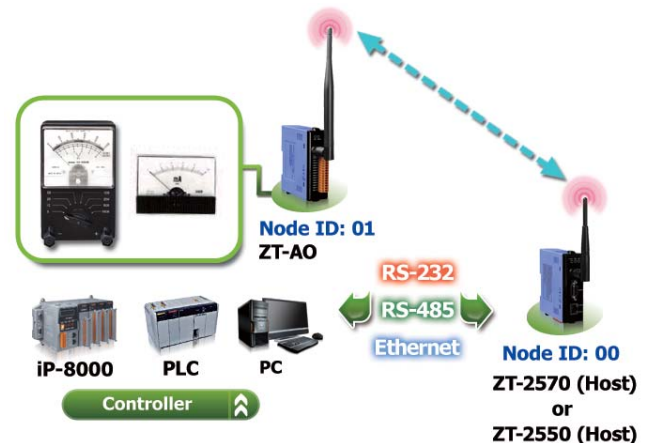 Node ID: 01
ZT-AO
RS-232
RS-485
Ethernet
iP-8000
PLC
PC
Controller
Node ID: 00
ZT-2570 (Host)
or
ZT-2550 (Host)